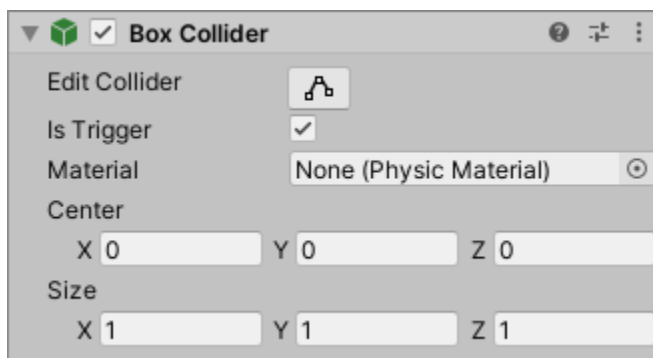 Box Collider
Edit Collider
Is Trigger
Material None (Physic Material)
Center
X 0 Y 0 Z 0
Size
X 1 Y 1 Z 1